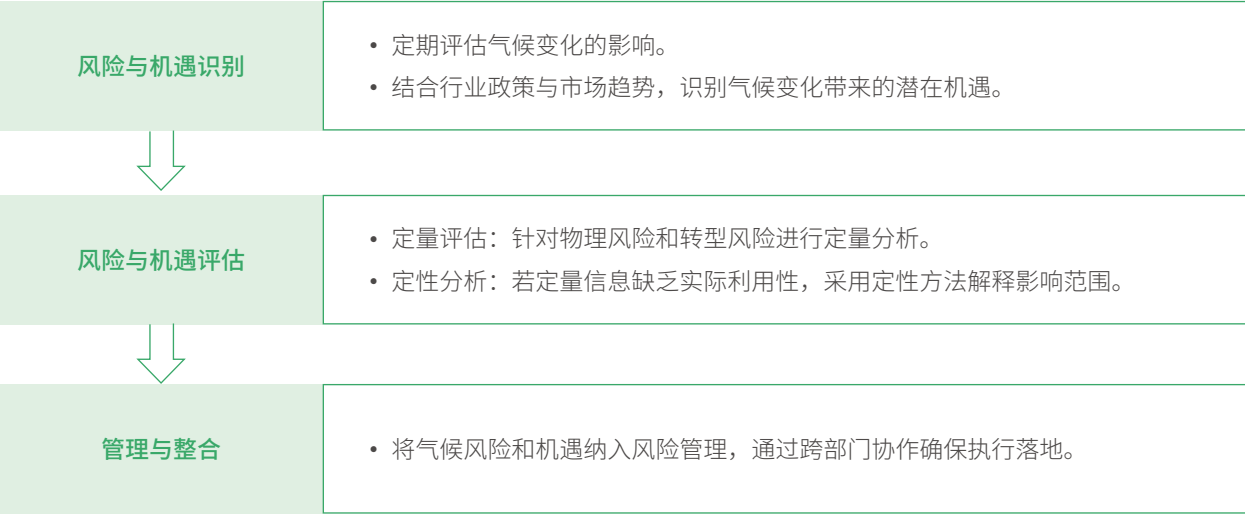 风险与机遇识别
• 定期评估气候变化的影响。
• 结合行业政策与市场趋势，识别气候变化带来的潜在机遇。
风险与机遇评估
• 定量评估：针对物理风险和转型风险进行定量分析。
• 定性分析：若定量信息缺乏实际利用性，采用定性方法解释影响范围。
管理与整合
• 将气候风险和机遇纳入风险管理，通过跨部门协作确保执行落地。